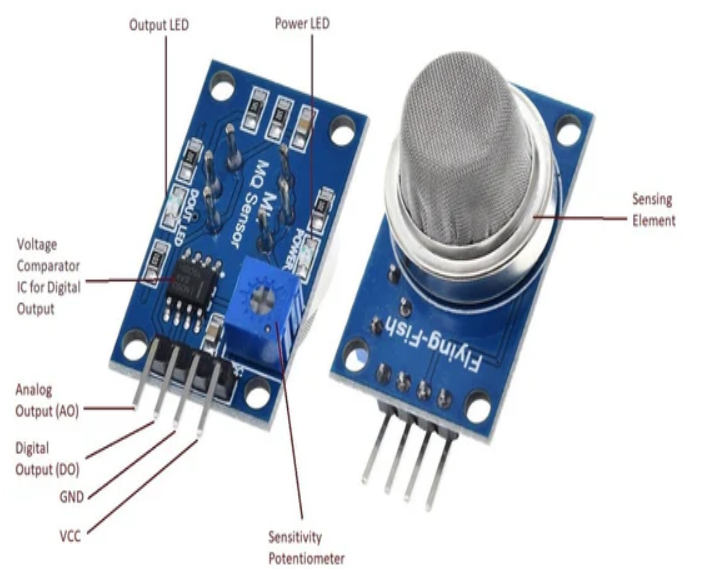 Output LED
Power LED
MQ Sensor
DOUT LED
POWER
Flying-Fish
Sensing
Element
Voltage
Comparator
IC for Digital
Output
Analog
Output (AO)
Digital
Output (DO)
GND
VCC
Sensitivity
Potentiometer